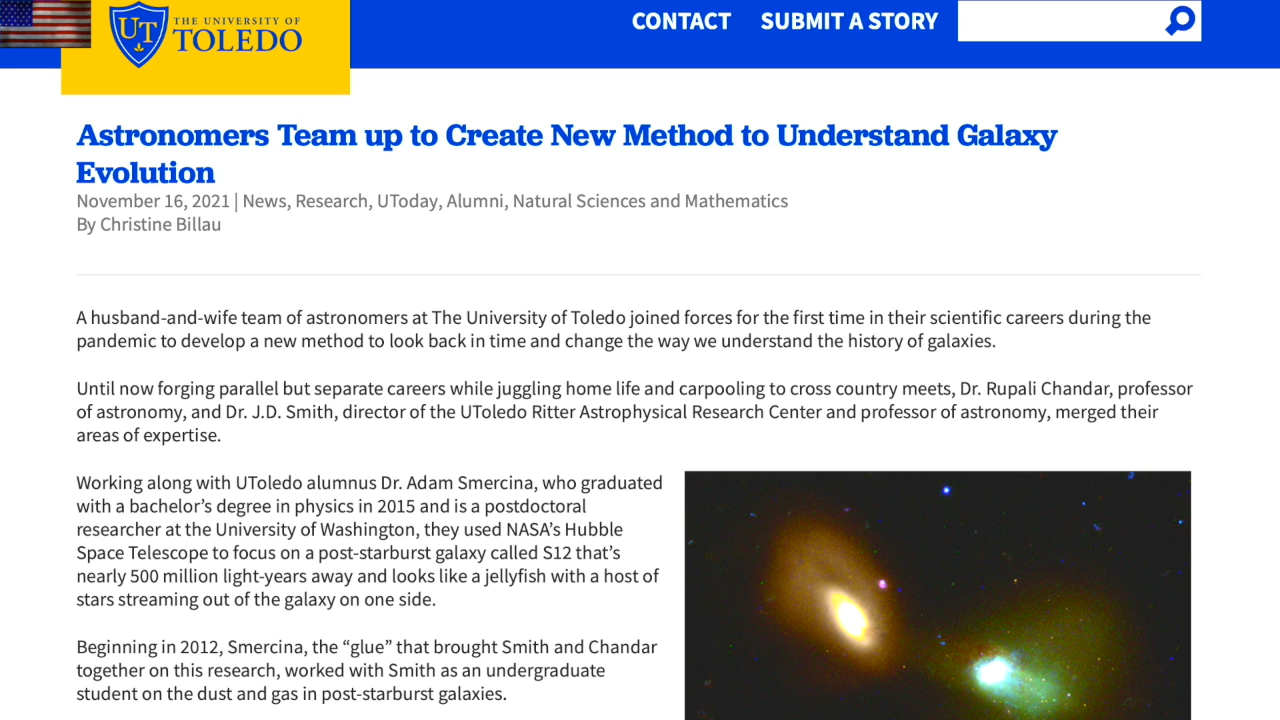 UT
THE UNIVERSITY OF
TOLEDO
CONTACT SUBMIT A STORY
Astronomers Team up to Create New Method to Understand Galaxy
Evolution
November 16, 2021 | News, Research, UToday, Alumni, Natural Sciences and Mathematics
By Christine Billau
A husband-and-wife team of astronomers at The University of Toledo joined forces for the first time in their scientific careers during the
pandemic to develop a new method to look back in time and change the way we understand the history of galaxies.
Until now forging parallel but separate careers while juggling home life and carpooling to cross country meets, Dr. Rupali Chandar, professor
of astronomy, and Dr. J.D. Smith, director of the UToledo Ritter Astrophysical Research Center and professor of astronomy, merged their
areas of expertise.
Working along with UToledo alumnus Dr. Adam Smercina, who graduated
with a bachelor’s degree in physics in 2015 and is a postdoctoral
researcher at the University of Washington, they used NASA’s Hubble
Space Telescope to focus on a post-starburst galaxy called S12 that’s
nearly 500 million light-years away and looks like a jellyfish with a host of
stars streaming out of the galaxy on one side.
Beginning in 2012, Smercina, the “glue” that brought Smith and Chandar
together on this research, worked with Smith as an undergraduate
student on the dust and gas in post-starburst galaxies.